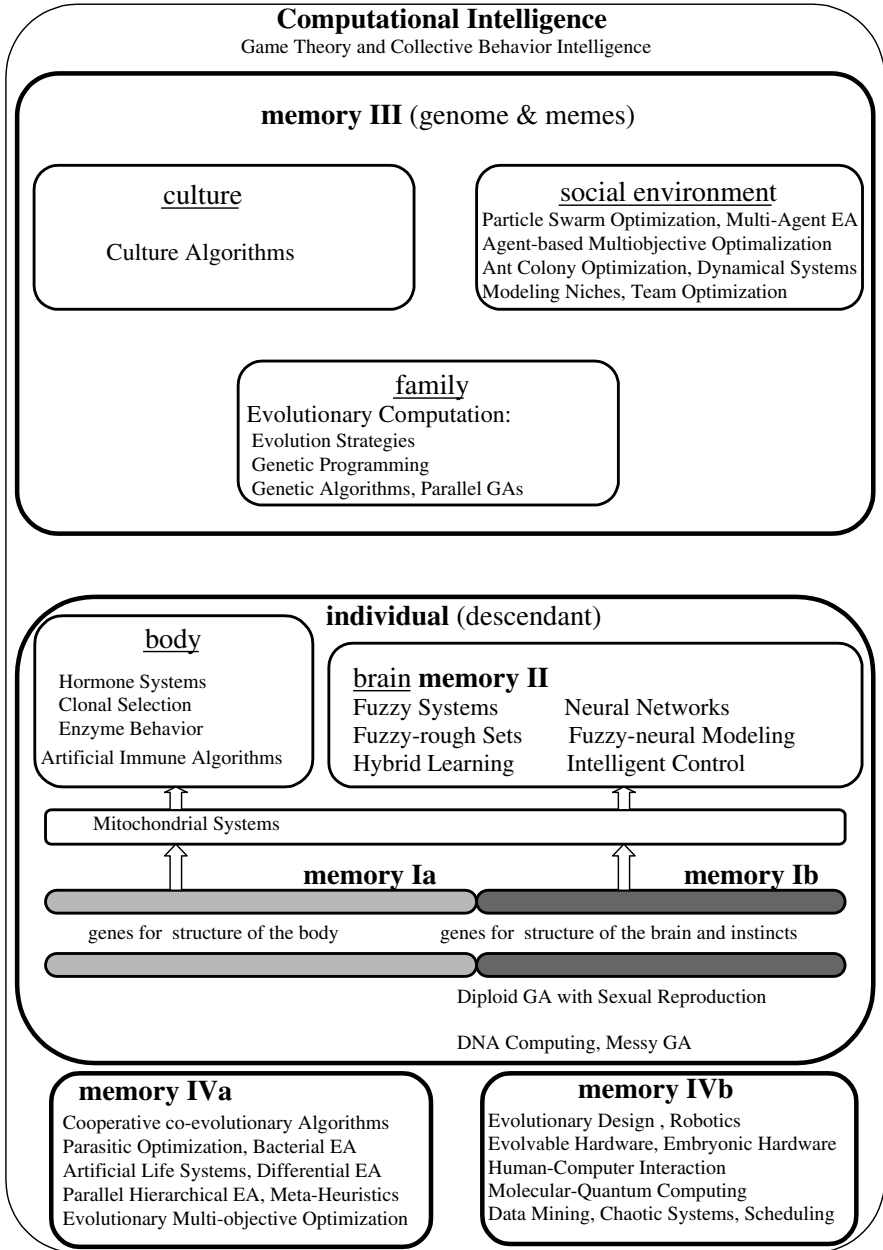 Computational Intelligence
Game Theory and Collective Behavior Intelligence
memory III (genome & memes)
culture
Culture Algorithms
social environment
Particle Swarm Optimization, Multi-Agent EA
Agent-based Multiobjective Optimalization
Ant Colony Optimization, Dynamical Systems
Modeling Niches, Team Optimization
family
Evolutionary Computation:
Evolution Strategies
Genetic Programming
Genetic Algorithms, Parallel GAs
individual (descendant)
body
Hormone Systems
Clonal Selection
Enzyme Behavior
Artificial Immune Algorithms
brain memory II
Fuzzy Systems Neural Networks
Fuzzy-rough Sets Fuzzy-neural Modeling
Hybrid Learning Intelligent Control
Mitochondrial Systems
memory Ia memory Ib
genes for structure of the body genes for structure of the brain and instincts
Diploid GA with Sexual Reproduction
DNA Computing, Messy GA
memory IVa
Cooperative co-evolutionary Algorithms
Parasitic Optimization, Bacterial EA
Artificial Life Systems, Differential EA
Parallel Hierarchical EA, Meta-Heuristics
Evolutionary Multi-objective Optimization
memory IVb
Evolutionary Design , Robotics
Evolvable Hardware, Embryonic Hardware
Human-Computer Interaction
Molecular-Quantum Computing
Data Mining, Chaotic Systems, Scheduling